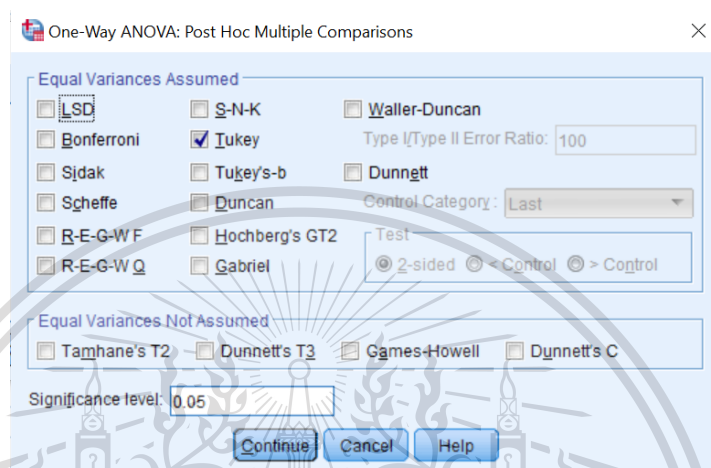 One-Way ANOVA: Post Hoc Multiple Comparisons
Equal Variances Assumed
LSD S-N-K Waller-Duncan
Bonferroni Tukey Type I/Type II Error Ratio: 100
Sidak Tukey's-b Dunnett
Scheffe Duncan Control Category: Last
R-E-G-W F Hochberg's GT2 Test
R-E-G-W Q Gabriel 2-sided < Control > Control
Equal Variances Not Assumed
Tamhane's T2 Dunnett's T3 Games-Howell Dunnett's C
Significance level: 0.05
Continue Cancel Help